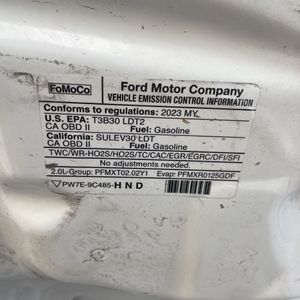 FoMoCo
Ford Motor Company
VEHICLE EMISSION CONTROL INFORMATION
Conforms to regulations: 2023 MY
U.S. EPA: T3B30 LDT2
CA OBD II Fuel: Gasoline
California: SULEV30 LDT
CA OBD II Fuel: Gasoline
TWC/WR-HO2S/HO2S/TC/CAC/EGR/EGRC/DFI/SFI
No adjustments needed.
2.0L-Group: PFMXT02.02Y1 Evap: PFMXR0125GDF
PW7E-9C485-HND